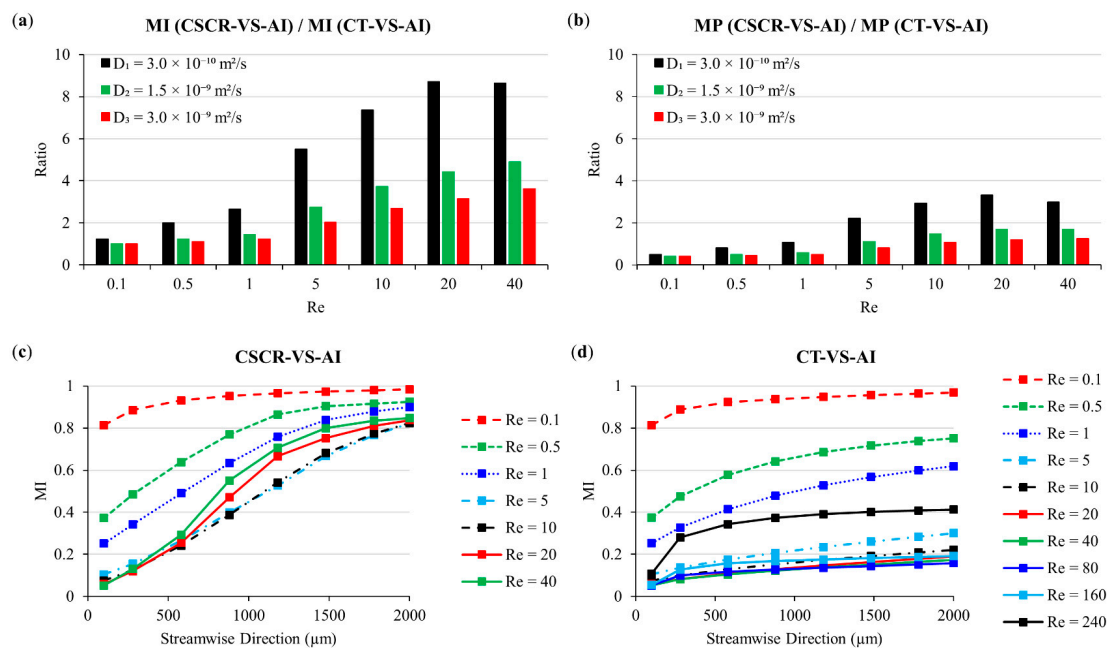 (a)
MI (CSCR-VS-AI) / MI (CT-VS-AI)
10
8
6
4
2
0
Ratio
D₁ = 3.0 × 10⁻¹⁰ m²/s
D₂ = 1.5 × 10⁻⁹ m²/s
D₃ = 3.0 × 10⁻⁹ m²/s
0.1 0.5 1 5 10 20 40
Re
(b)
MP (CSCR-VS-AI) / MP (CT-VS-AI)
10
8
6
4
2
0
Ratio
D₁ = 3.0 × 10⁻¹⁰ m²/s
D₂ = 1.5 × 10⁻⁹ m²/s
D₃ = 3.0 × 10⁻⁹ m²/s
0.1 0.5 1 5 10 20 40
Re
(c)
CSCR-VS-AI
1
0.8
0.6
0.4
0.2
0
MI
0 500 1000 1500 2000
Streamwise Direction (µm)
Re = 0.1
Re = 0.5
Re = 1
Re = 5
Re = 10
Re = 20
Re = 40
(d)
CT-VS-AI
1
0.8
0.6
0.4
0.2
0
MI
0 500 1000 1500 2000
Streamwise Direction (µm)
Re = 0.1
Re = 0.5
Re = 1
Re = 5
Re = 10
Re = 20
Re = 40
Re = 80
Re = 160
Re = 240